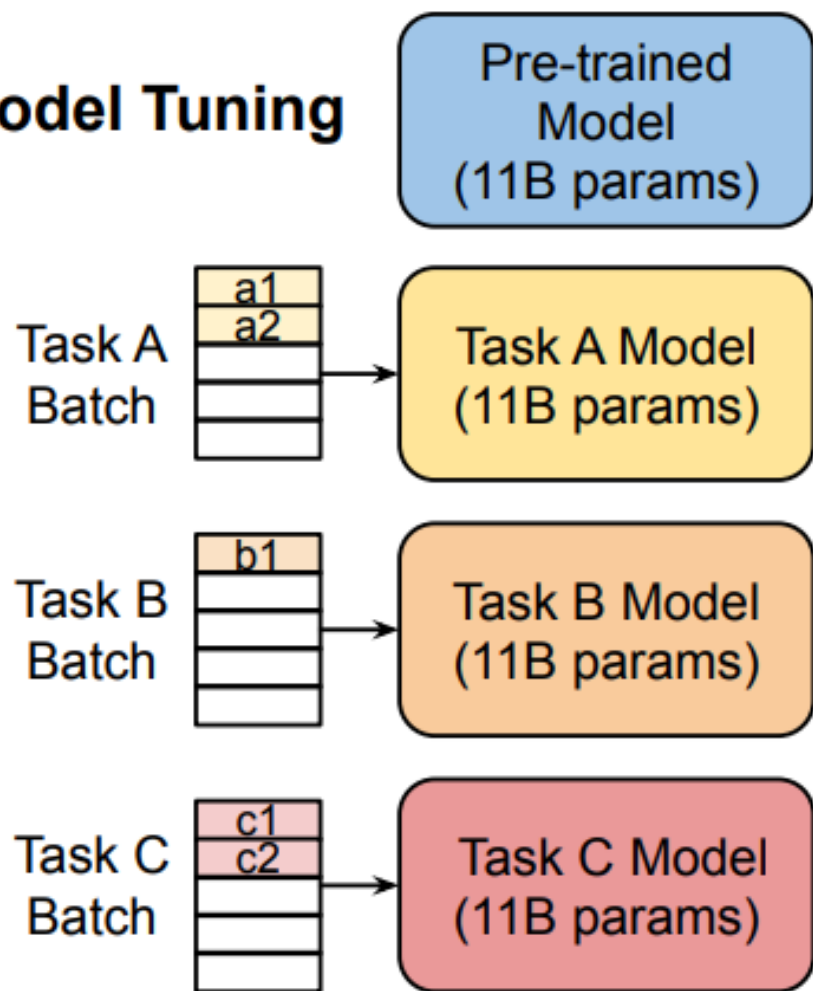 odel Tuning
Pre-trained
Model
(11B params)
Task A
Batch
a1
a2
Task A Model
(11B params)
Task B
Batch
b1
Task B Model
(11B params)
Task C
Batch
c1
c2
Task C Model
(11B params)